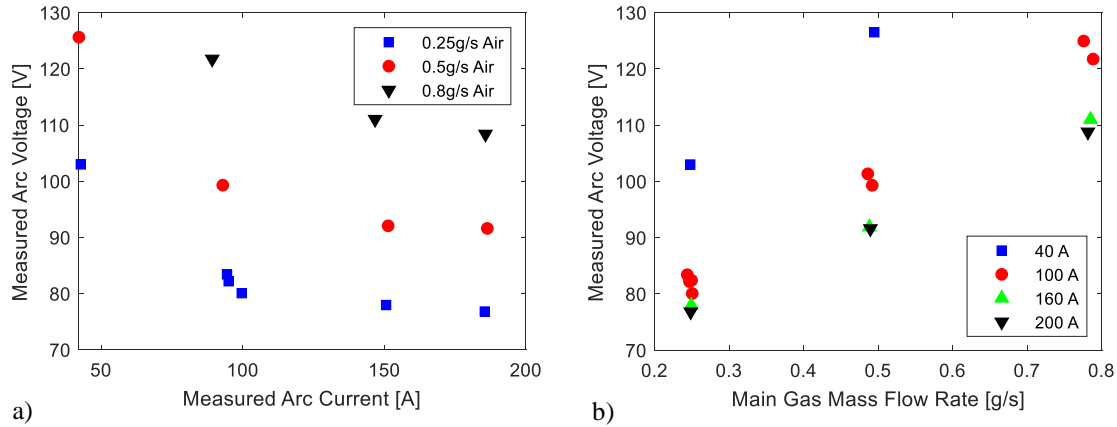 130
120
110
100
90
80
70
50
100
150
200
Measured Arc Voltage [V]
Measured Arc Current [A]
0.25g/s Air
0.5g/s Air
0.8g/s Air
a)
130
120
110
100
90
80
70
0.2
0.3
0.4
0.5
0.6
0.7
0.8
Measured Arc Voltage [V]
Main Gas Mass Flow Rate [g/s]
40 A
100 A
160 A
200 A
b)